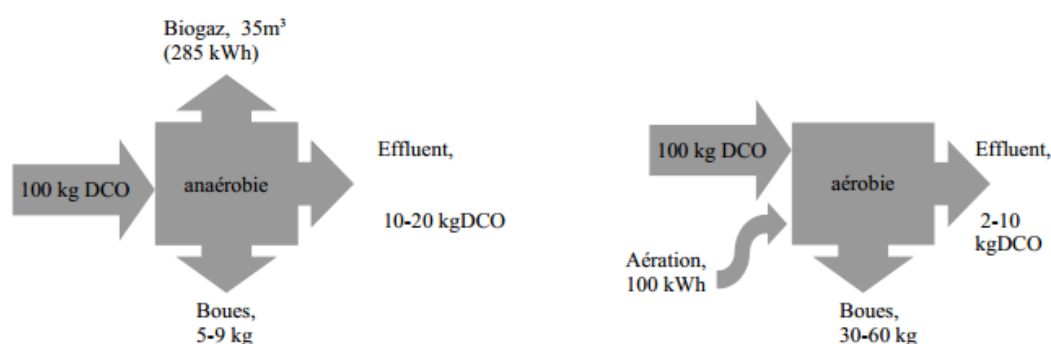 Biogaz, 35m³
(285 kWh)
100 kg DCO
anaérobie
Effluent,
10-20 kgDCO
Boues,
5-9 kg
100 kg DCO
aérobie
Effluent,
2-10
kgDCO
Aération,
100 kWh
Boues,
30-60 kg